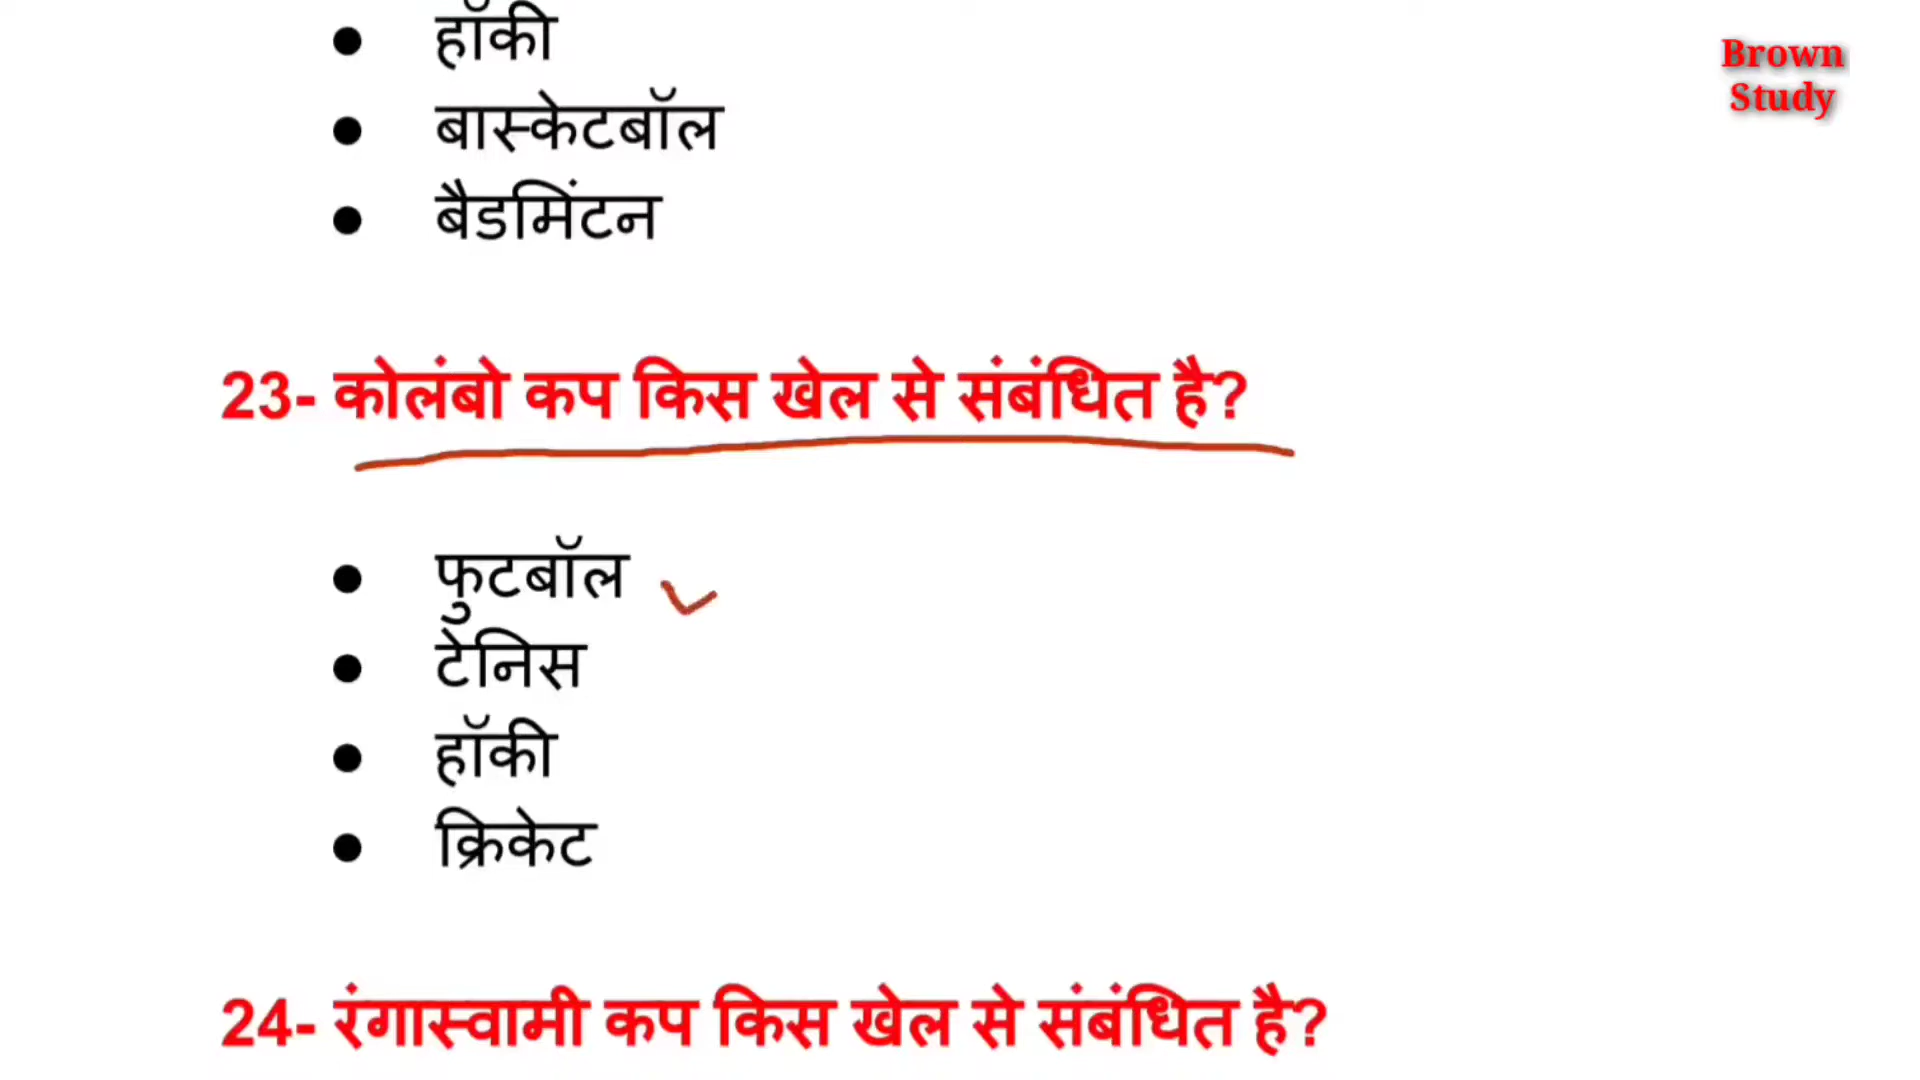 हॉकी
Brown
Study
बास्केटबॉल
बैडमिंटन
23- कोलंबो कप किस खेल से संबंधित है?
फुटबॉल
टेनिस
हॉकी
क्रिकेट
24- रंगास्वामी कप किस खेल से संबंधित है?